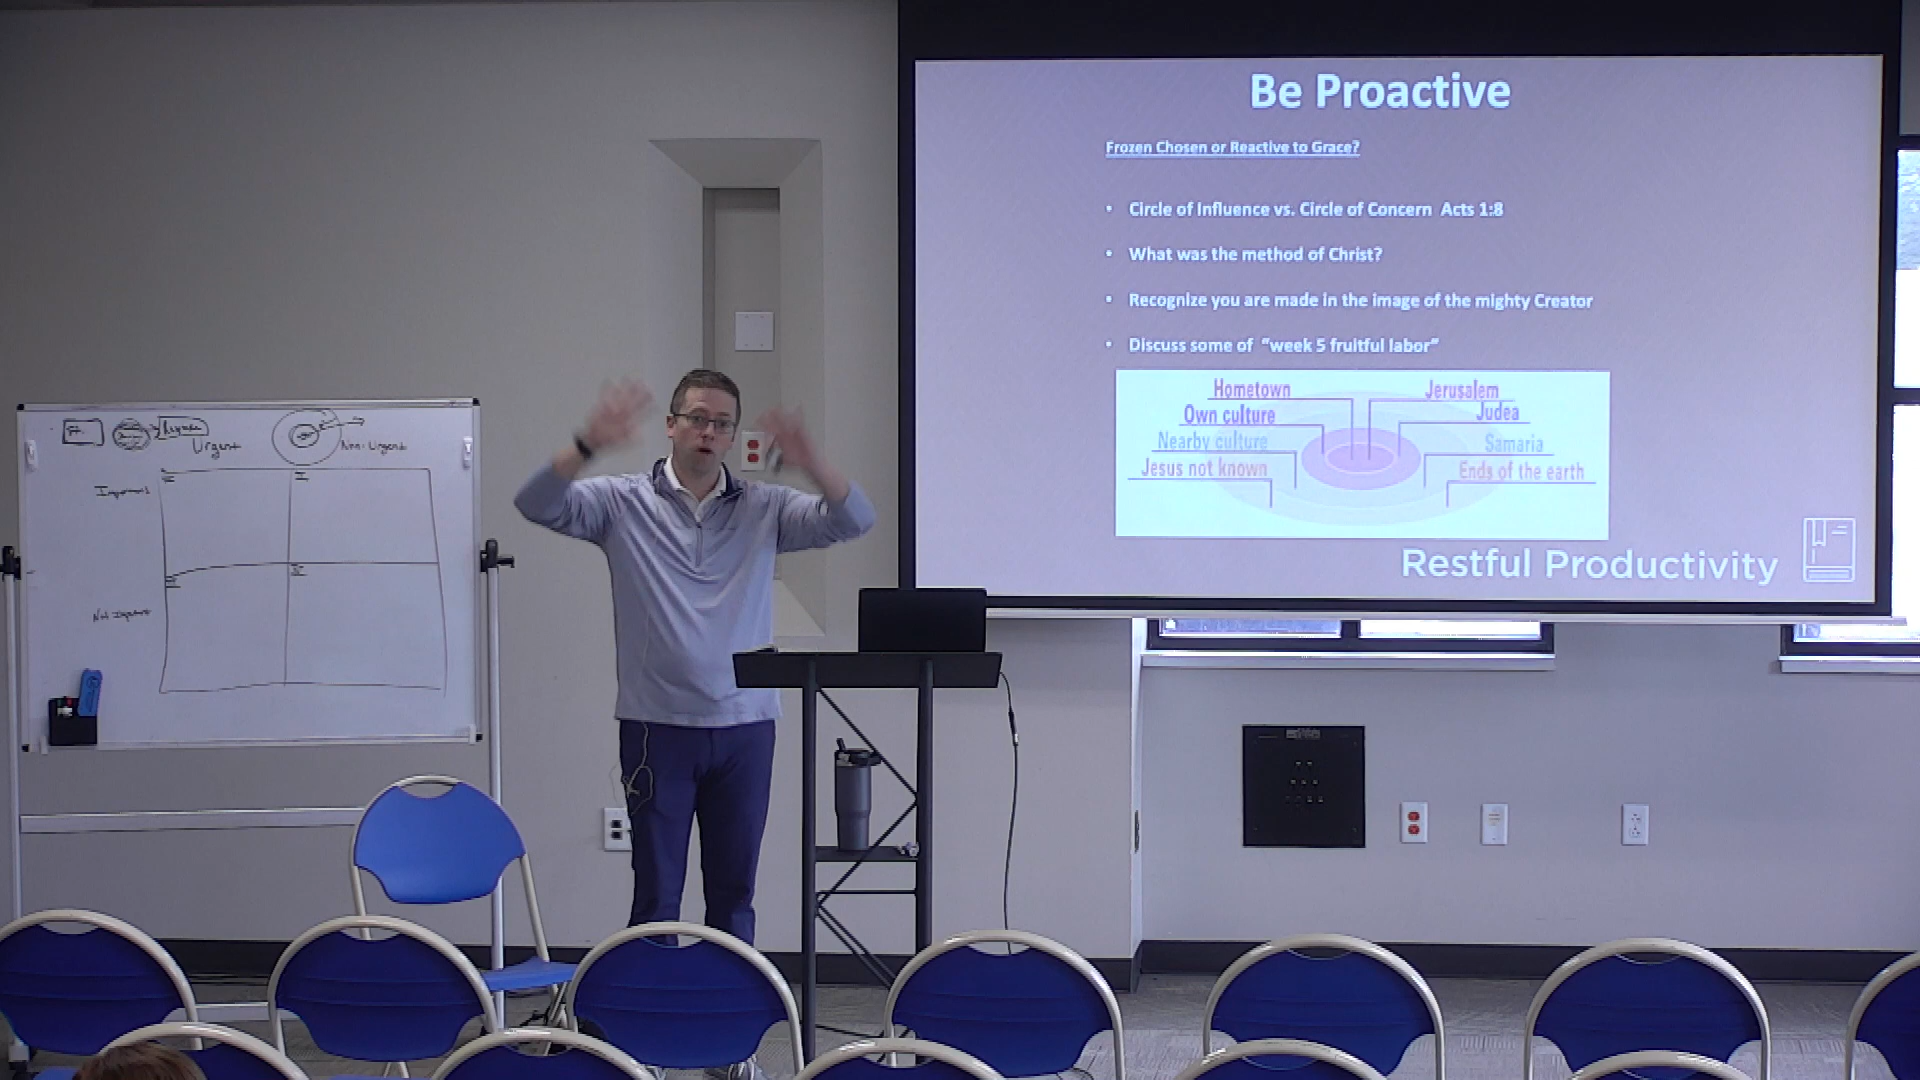 Be Proactive
Frozen Chosen or Reactive to Grace?
• Circle of Influence vs. Circle of Concern Acts 1:8
• What was the method of Christ?
• Recognize you are made in the image of the mighty Creator
• Discuss some of "week 5 fruitful labor"
Hometown Jerusalem
Own culture Judea
Nearby culture Samaria
Jesus not known Ends of the earth
Restful Productivity
Urgent Non-Urgent
Important I
Not Important